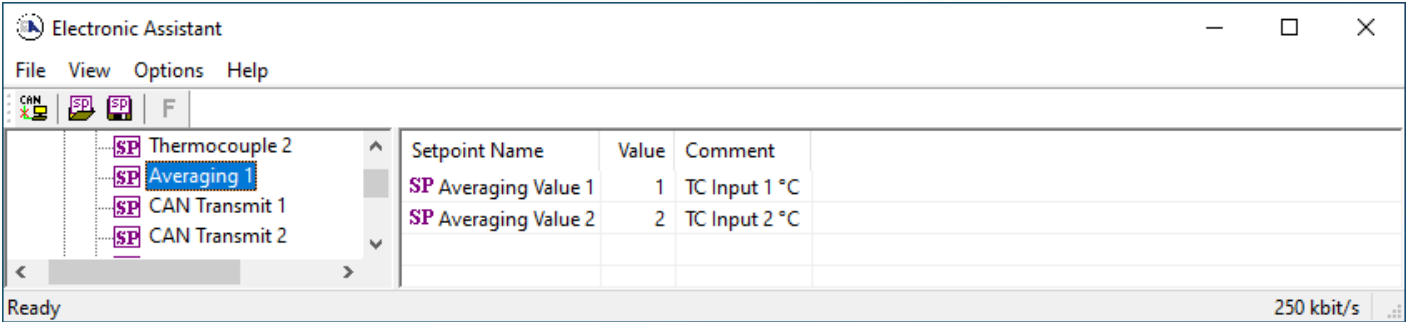 Electronic Assistant
File View Options Help
CAN SP SP F
SP Thermocouple 2
SP Averaging 1
SP CAN Transmit 1
SP CAN Transmit 2
Setpoint Name Value Comment
SP Averaging Value 1 1 TC Input 1 °C
SP Averaging Value 2 2 TC Input 2 °C
Ready 250 kbit/s